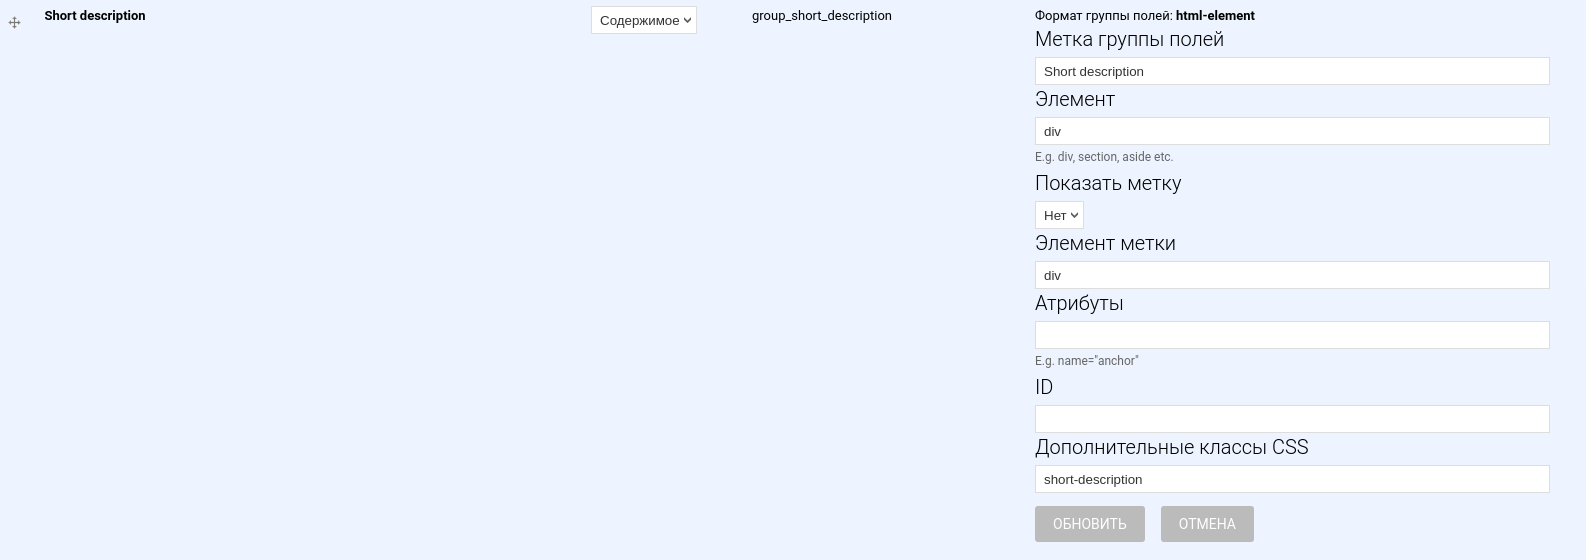 Short description
Содержимое
group_short_description
Формат группы полей: html-element
Метка группы полей
Short description
Элемент
div
E.g. div, section, aside etc.
Показать метку
Нет
Элемент метки
div
Атрибуты
E.g. name="anchor"
ID
Дополнительные классы CSS
short-description
ОБНОВИТЬ
ОТМЕНА